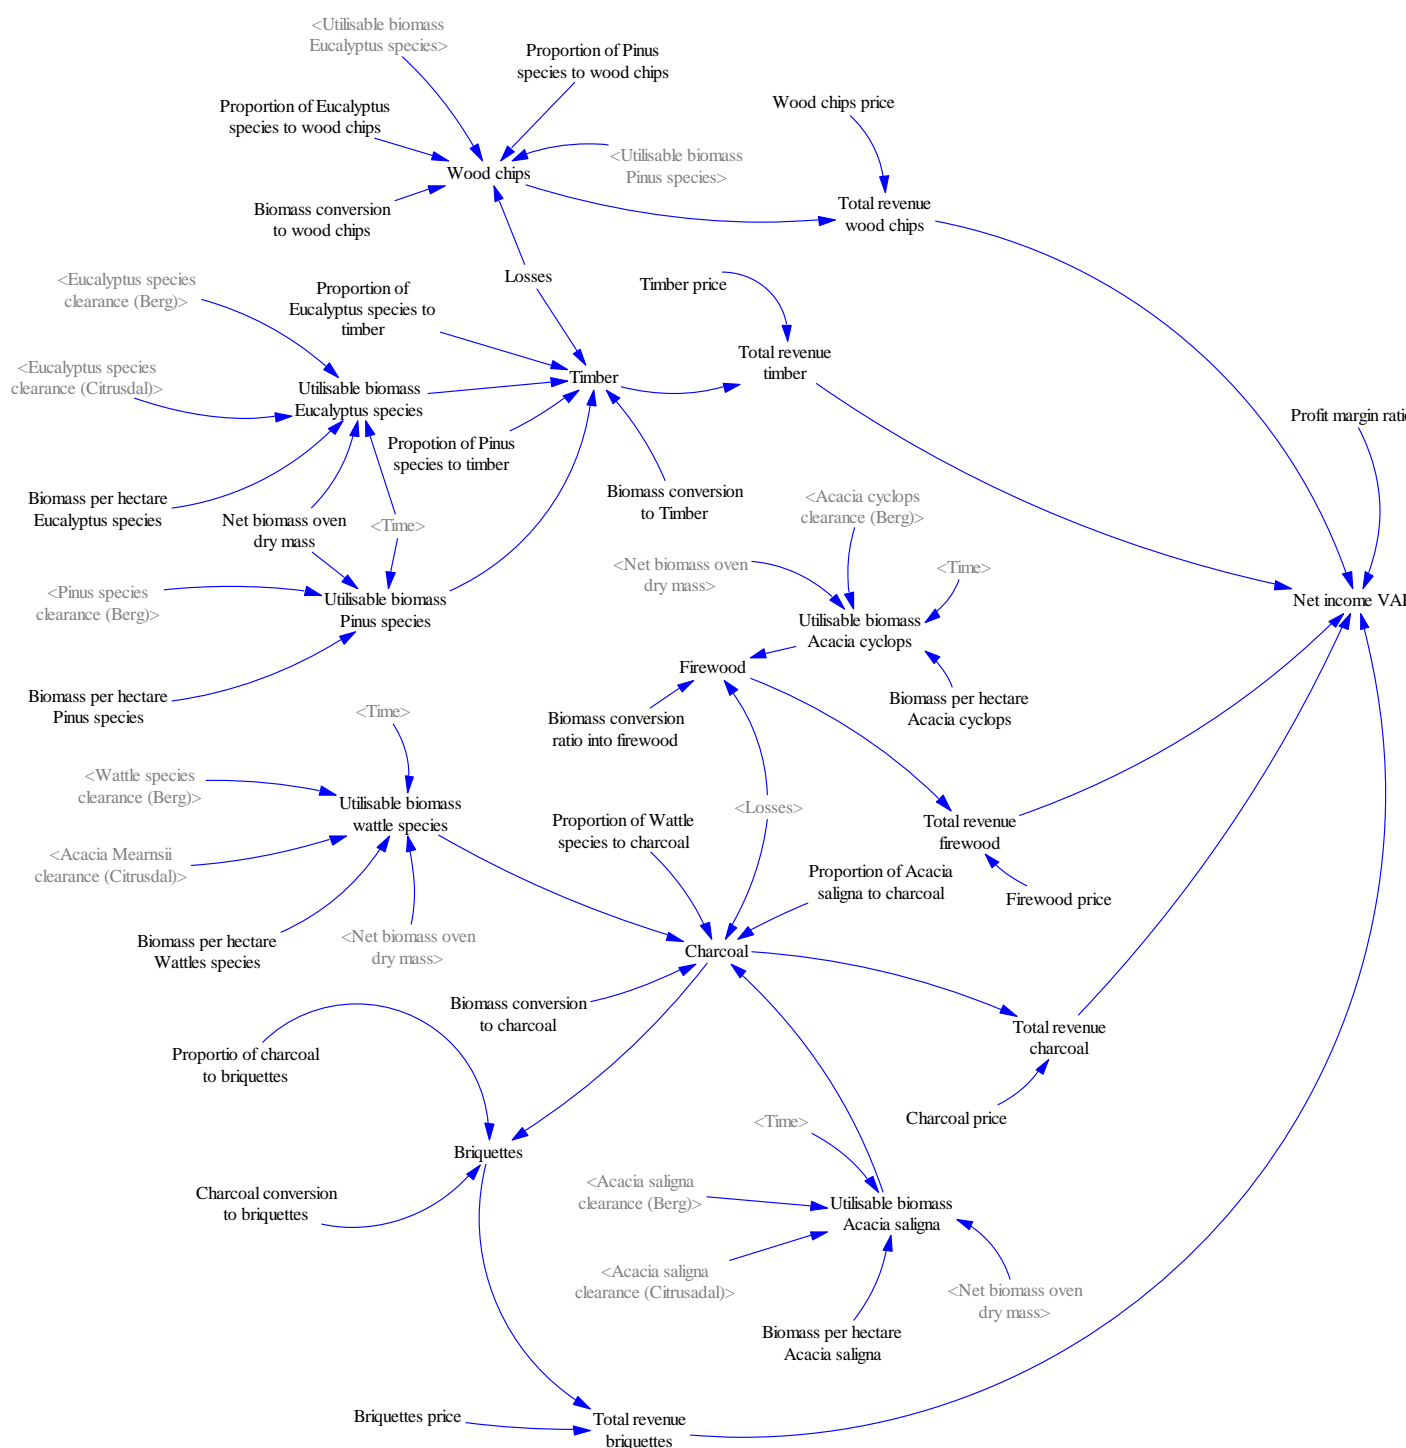 <Utilisable biomass
Eucalyptus species>
Proportion of Pinus
species to wood chips
Proportion of Eucalyptus
species to wood chips
Wood chips price
<Utilisable biomass
Pinus species>
Wood chips
Biomass conversion
to wood chips
Total revenue
wood chips
Losses
<Eucalyptus species
clearance (Berg)>
Proportion of
Eucalyptus species to
timber
Timber price
<Eucalyptus species
clearance (Citrusdal)>
Utilisable biomass
Eucalyptus species
Timber
Total revenue
timber
Profit margin ratio
Propotion of Pinus
species to timber
Biomass per hectare
Eucalyptus species
Net biomass oven
dry mass
<Time>
Biomass conversion
to Timber
<Acacia cyclops
clearance (Berg)>
<Net biomass oven
dry mass>
<Time>
<Pinus species
clearance (Berg)>
Utilisable biomass
Pinus species
Utilisable biomass
Acacia cyclops
Net income VAI
Firewood
Biomass per hectare
Pinus species
<Time>
Biomass conversion
ratio into firewood
Biomass per hectare
Acacia cyclops
<Wattle species
clearance (Berg)>
Utilisable biomass
wattle species
<Losses>
Proportion of Wattle
species to charcoal
Total revenue
firewood
<Acacia Mearnsii
clearance (Citrusdal)>
Proportion of Acacia
saligna to charcoal
Firewood price
Biomass per hectare
Wattles species
<Net biomass oven
dry mass>
Charcoal
Biomass conversion
to charcoal
Total revenue
charcoal
Proportio of charcoal
to briquettes
Charcoal price
<Time>
Briquettes
Charcoal conversion
to briquettes
<Acacia saligna
clearance (Berg)>
Utilisable biomass
Acacia saligna
<Acacia saligna
clearance (Citrusadal)>
<Net biomass oven
dry mass>
Biomass per hectare
Acacia saligna
Briquettes price
Total revenue
briquettes